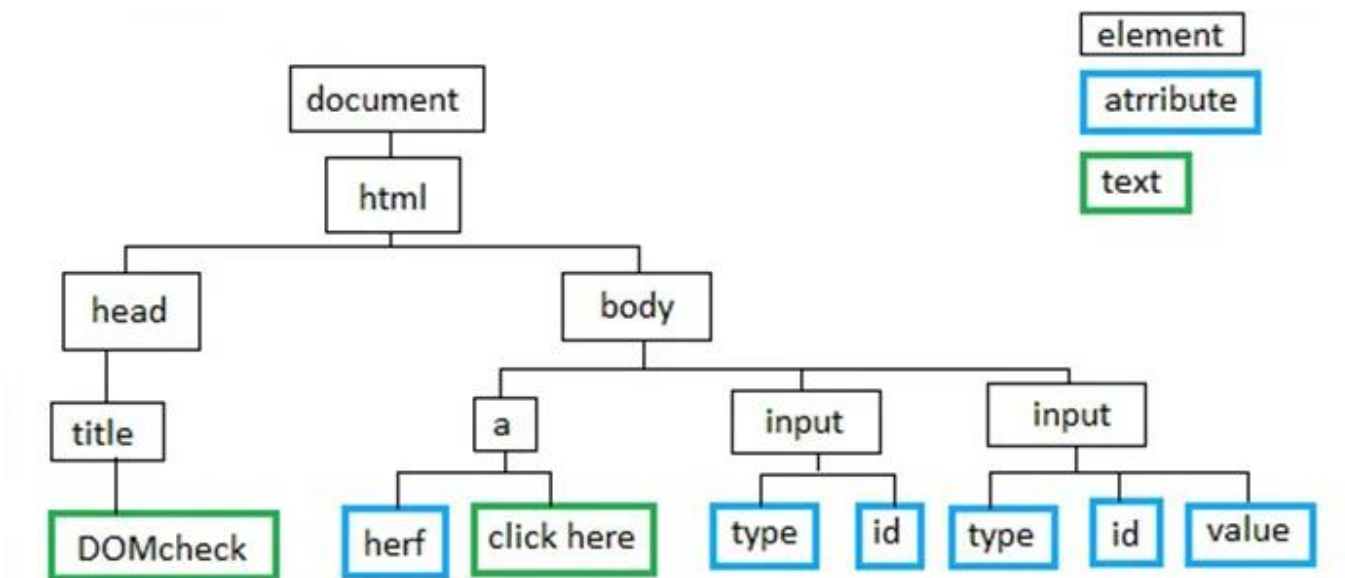 element
document
atrribute
html
text
head
body
title
a
input
input
DOMcheck
herf
click here
type
id
type
id
value